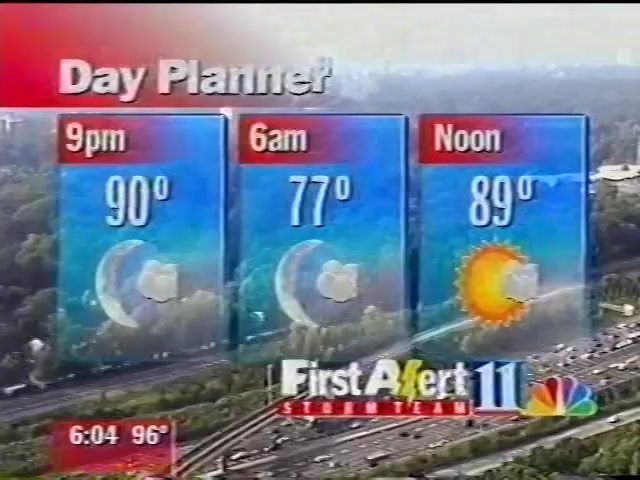 Day Planner
9pm
6am
Noon
90°
77°
89°
First Alert 11
STORM TEAM
6:04 96°